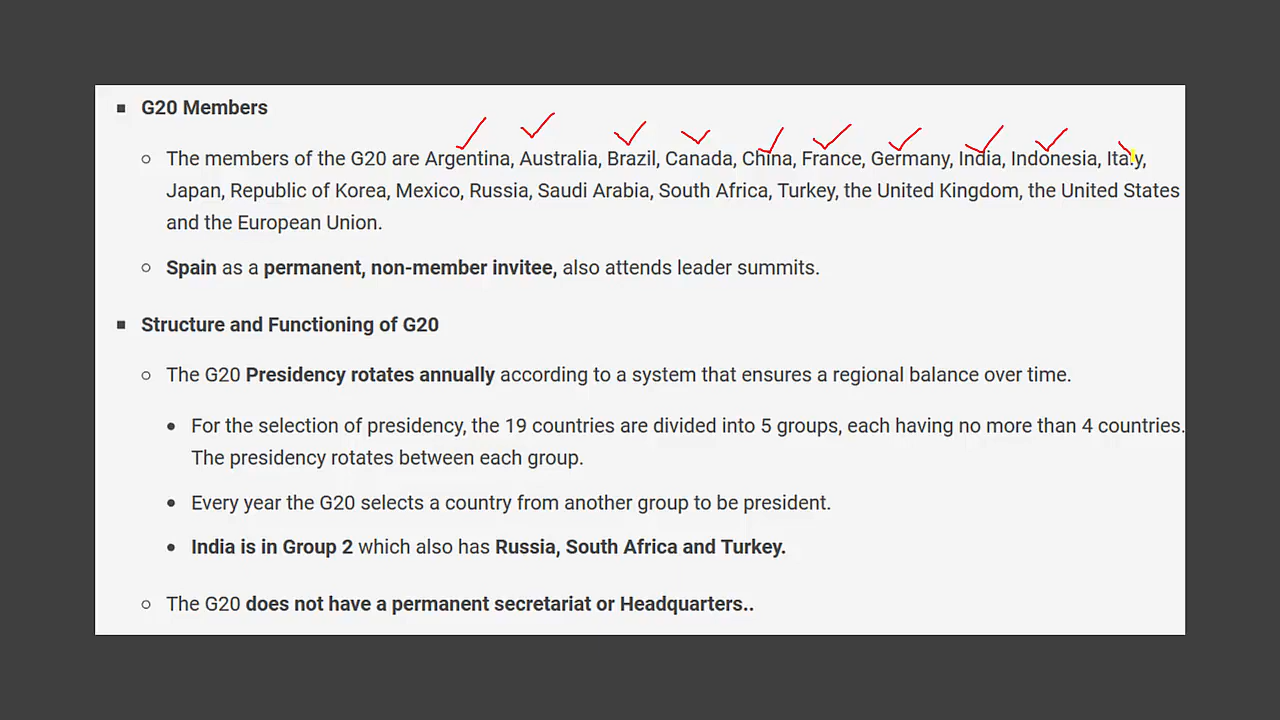 G20 Members
The members of the G20 are Argentina, Australia, Brazil, Canada, China, France, Germany, India, Indonesia, Italy,
Japan, Republic of Korea, Mexico, Russia, Saudi Arabia, South Africa, Turkey, the United Kingdom, the United States
and the European Union.
Spain as a permanent, non-member invitee, also attends leader summits.
Structure and Functioning of G20
The G20 Presidency rotates annually according to a system that ensures a regional balance over time.
For the selection of presidency, the 19 countries are divided into 5 groups, each having no more than 4 countries.
The presidency rotates between each group.
Every year the G20 selects a country from another group to be president.
India is in Group 2 which also has Russia, South Africa and Turkey.
The G20 does not have a permanent secretariat or Headquarters..